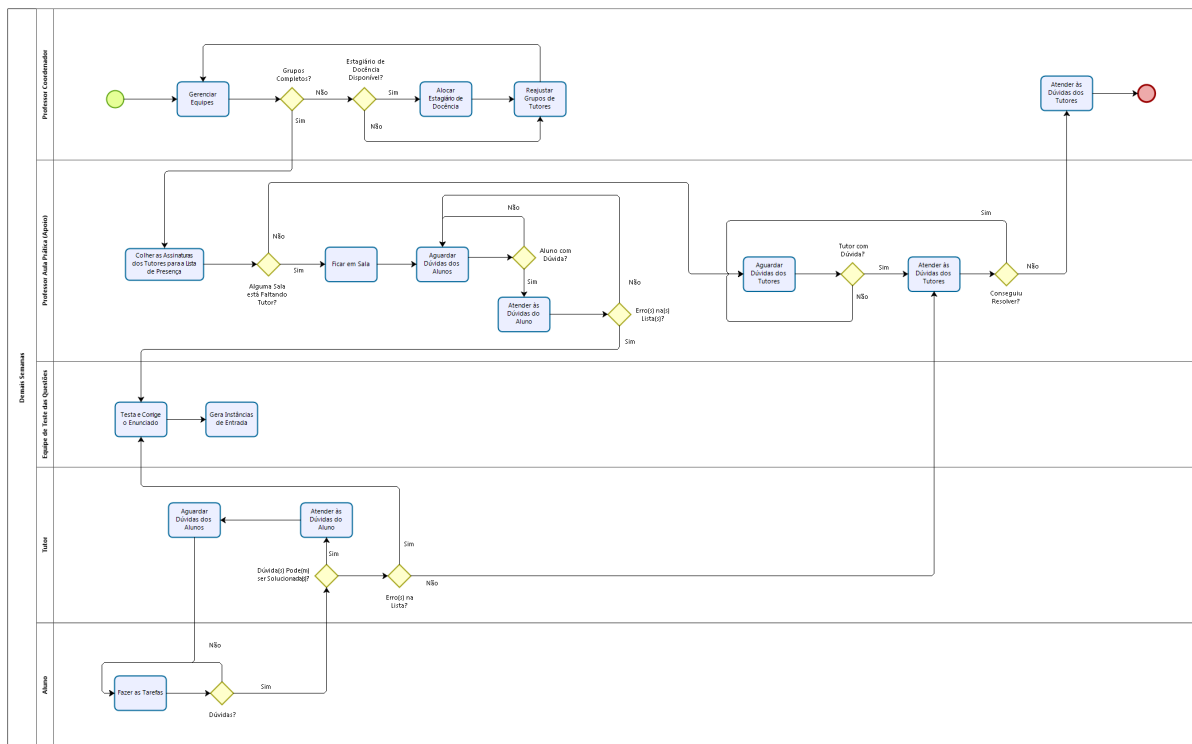 Demais Semanas
Professor Coordenador
Grupos
Completos?
Estagiário de
Docência
Disponível?
Gerenciar
Equipes
Não
Sim
Alocar
Estagiário de
Docência
Reajustar
Grupos de
Tutores
Atender às
Dúvidas dos
Tutores
Sim
Não
Professor Aula Prática (Apoio)
Não
Sim
Colher as Assinaturas
dos Tutores para a Lista
de Presença
Não
Sim
Alguma Sala
está Faltando
Tutor?
Ficar em Sala
Aguardar
Dúvidas dos
Alunos
Aluno com
Dúvida?
Sim
Não
Atender às
Dúvidas do
Aluno
Erro(s) na(s)
Lista(s)?
Sim
Aguardar
Dúvidas dos
Tutores
Tutor com
Dúvida?
Sim
Não
Atender às
Dúvidas dos
Tutores
Não
Conseguiu
Resolver?
Equipe de Teste das Questões
Testa e Corrige
o Enunciado
Gera Instâncias
de Entrada
Tutor
Aguardar
Dúvidas dos
Alunos
Atender às
Dúvidas do
Aluno
Sim
Sim
Dúvida(s) Pode(m)
ser Solucionada(s)?
Não
Erro(s) na
Lista?
Aluno
Não
Fazer as Tarefas
Sim
Dúvidas?